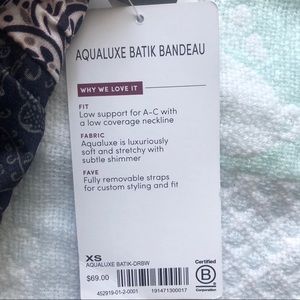 AQUALUXE BATIK BANDEAU
WHY WE LOVE IT
FIT
Low support for A–C with
a low coverage neckline
FABRIC
Aqualuxe is luxuriously
soft and stretchy with
subtle shimmer
FAVE
Fully removable straps
for custom styling and fit
XS
AQUALUXE BATIK-DRBW
$69.00
452919-01-2-0001
191471300017
Certified
B
Corporation